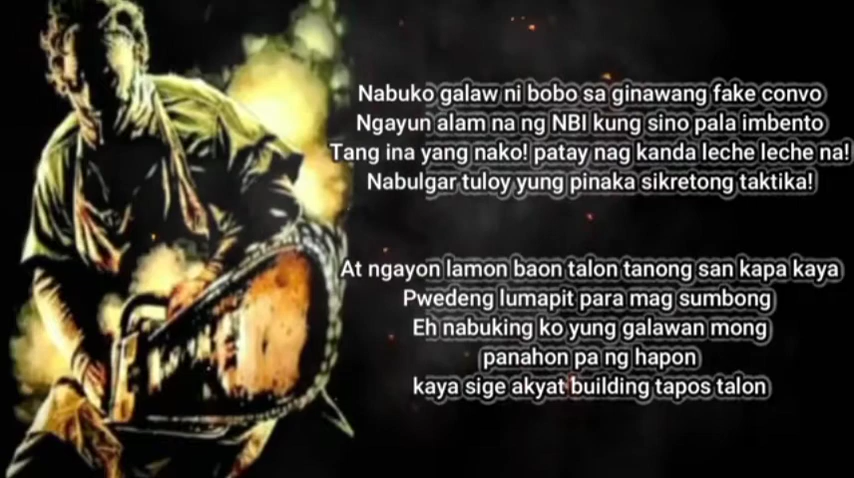 Nabuko galaw ni bobo sa ginawang fake convo
Ngayun alam na ng NBI kung sino pala imbento
Tang ina yang nako! patay nag kanda leche leche na!
Nabulgar tuloy yung pinaka sikretong taktika!
At ngayon lamon baon talon tanong san kapa kaya
Pwedeng lumapit para mag sumbong
Eh nabuking ko yung galawan mong
panahon pa ng hapon
kaya sige akyat building tapos talon